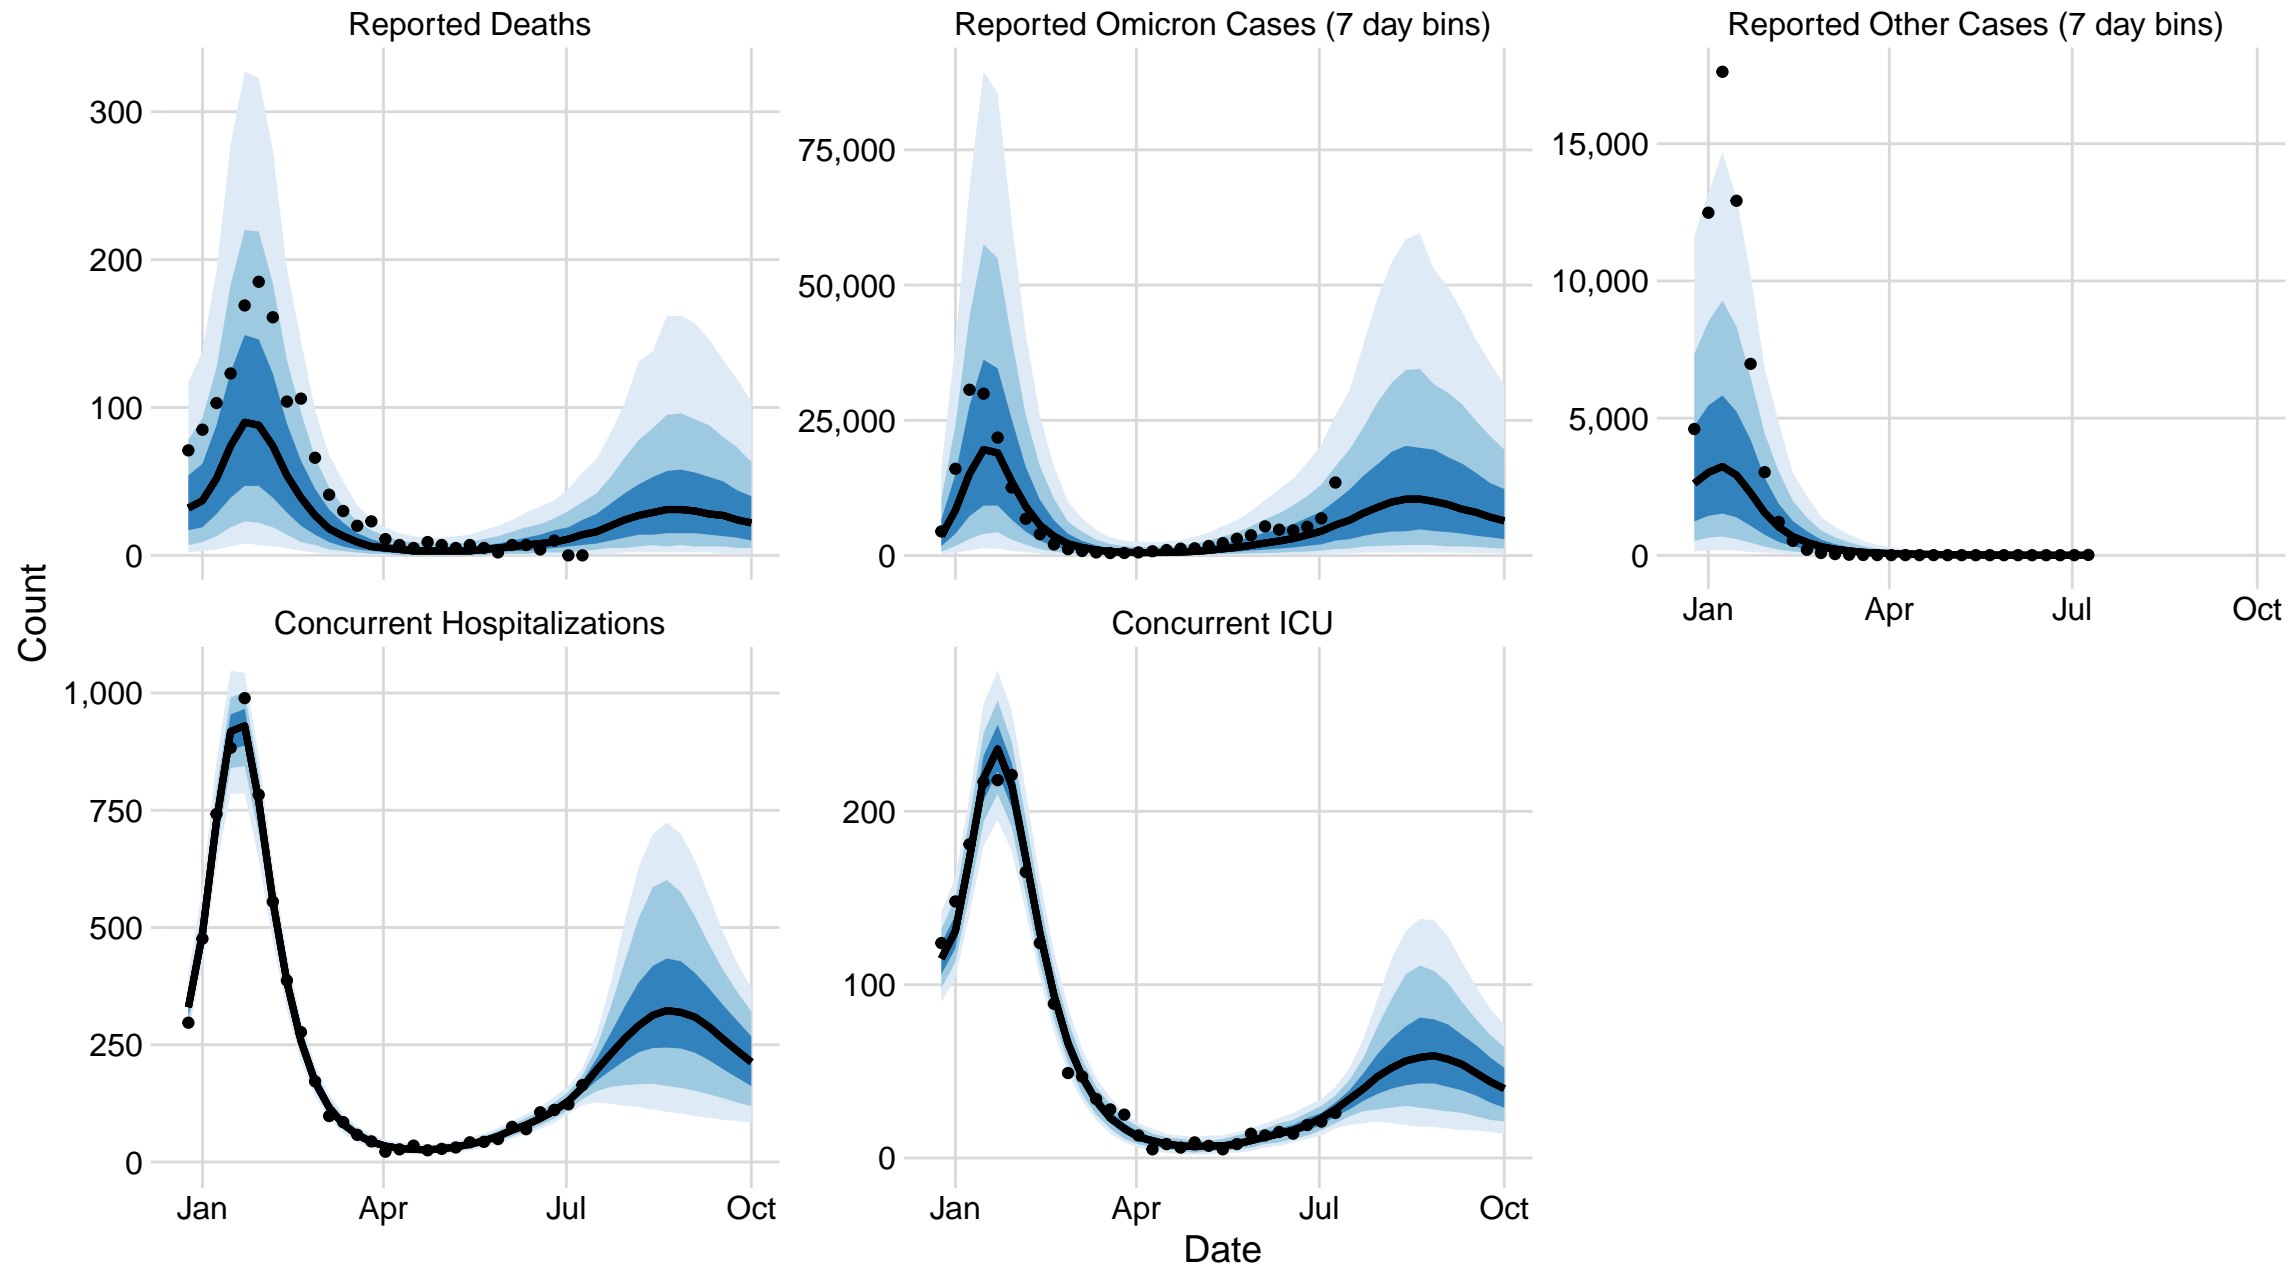 Reported Deaths
Reported Omicron Cases (7 day bins)
Reported Other Cases (7 day bins)
300
200
100
0
75,000
50,000
25,000
0
15,000
10,000
5,000
0
Jan Apr Jul Oct
Count
Concurrent Hospitalizations
Concurrent ICU
1,000
750
500
250
0
200
100
0
Jan Apr Jul Oct
Jan Apr Jul Oct
Date